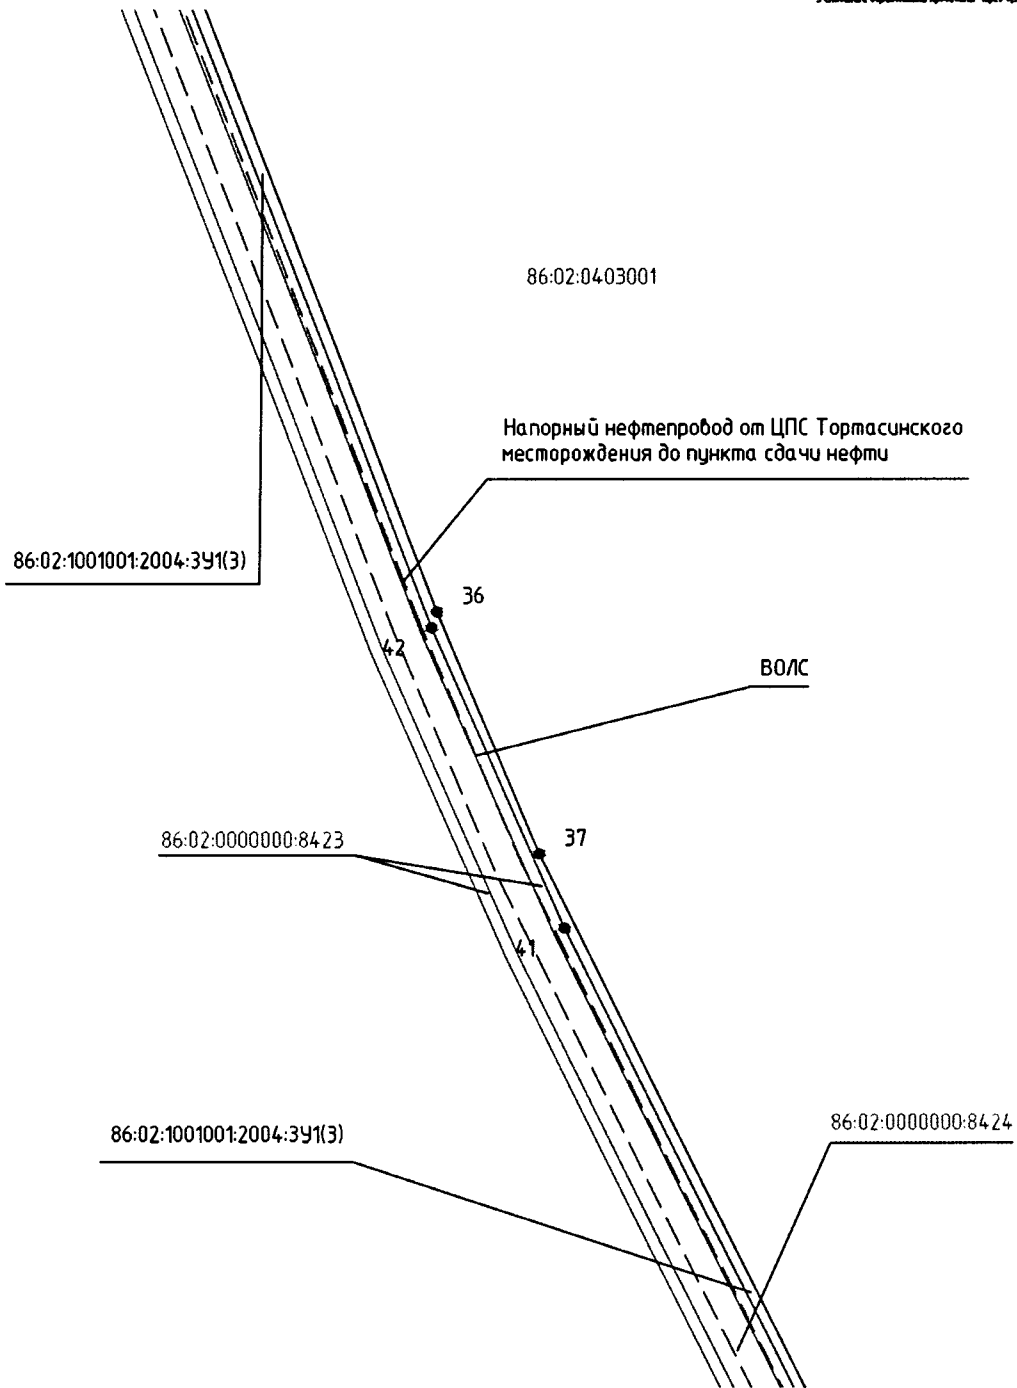 86:02:0403001
Напорный нефтепровод от ЦПС Тортасинского
месторождения до пункта сдачи нефти
86:02:1001001:2004:ЗУ1(3)
36
42
ВОЛС
86:02:0000000:8423
37
41
86:02:0000000:8424
86:02:1001001:2004:ЗУ1(3)